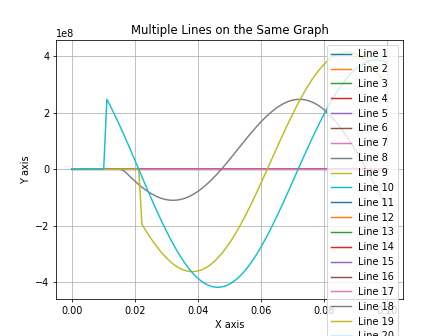 Multiple Lines on the Same Graph
1e8
4
2
0
−2
−4
Y axis
0.00
0.02
0.04
0.06
0.08
0.10
X axis
Line 1
Line 2
Line 3
Line 4
Line 5
Line 6
Line 7
Line 8
Line 9
Line 10
Line 11
Line 12
Line 13
Line 14
Line 15
Line 16
Line 17
Line 18
Line 19
Line 20